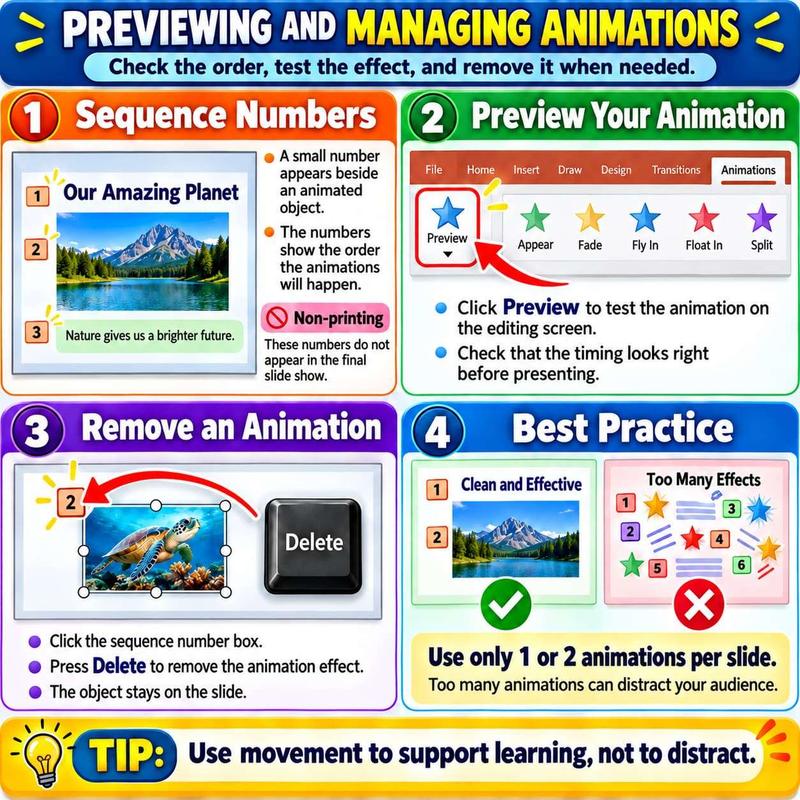 PREVIEWING AND MANAGING ANIMATIONS
Check the order, test the effect, and remove it when needed.
1 Sequence Numbers
1
Our Amazing Planet
2
3
Nature gives us a brighter future.
A small number
appears beside
an animated
object.
The numbers
show the order
the animations
will happen.
Non-printing
These numbers do not
appear in the final
slide show.
2 Preview Your Animation
File Home Insert Draw Design Transitions Animations
Preview Appear Fade Fly In Float In Split
Click Preview to test the animation on
the editing screen.
Check that the timing looks right
before presenting.
3 Remove an Animation
2
Delete
Click the sequence number box.
Press Delete to remove the animation effect.
The object stays on the slide.
4 Best Practice
1 Clean and Effective
2
Too Many Effects
1 3
2 4
5 6
Use only 1 or 2 animations per slide.
Too many animations can distract your audience.
TIP: Use movement to support learning, not to distract.